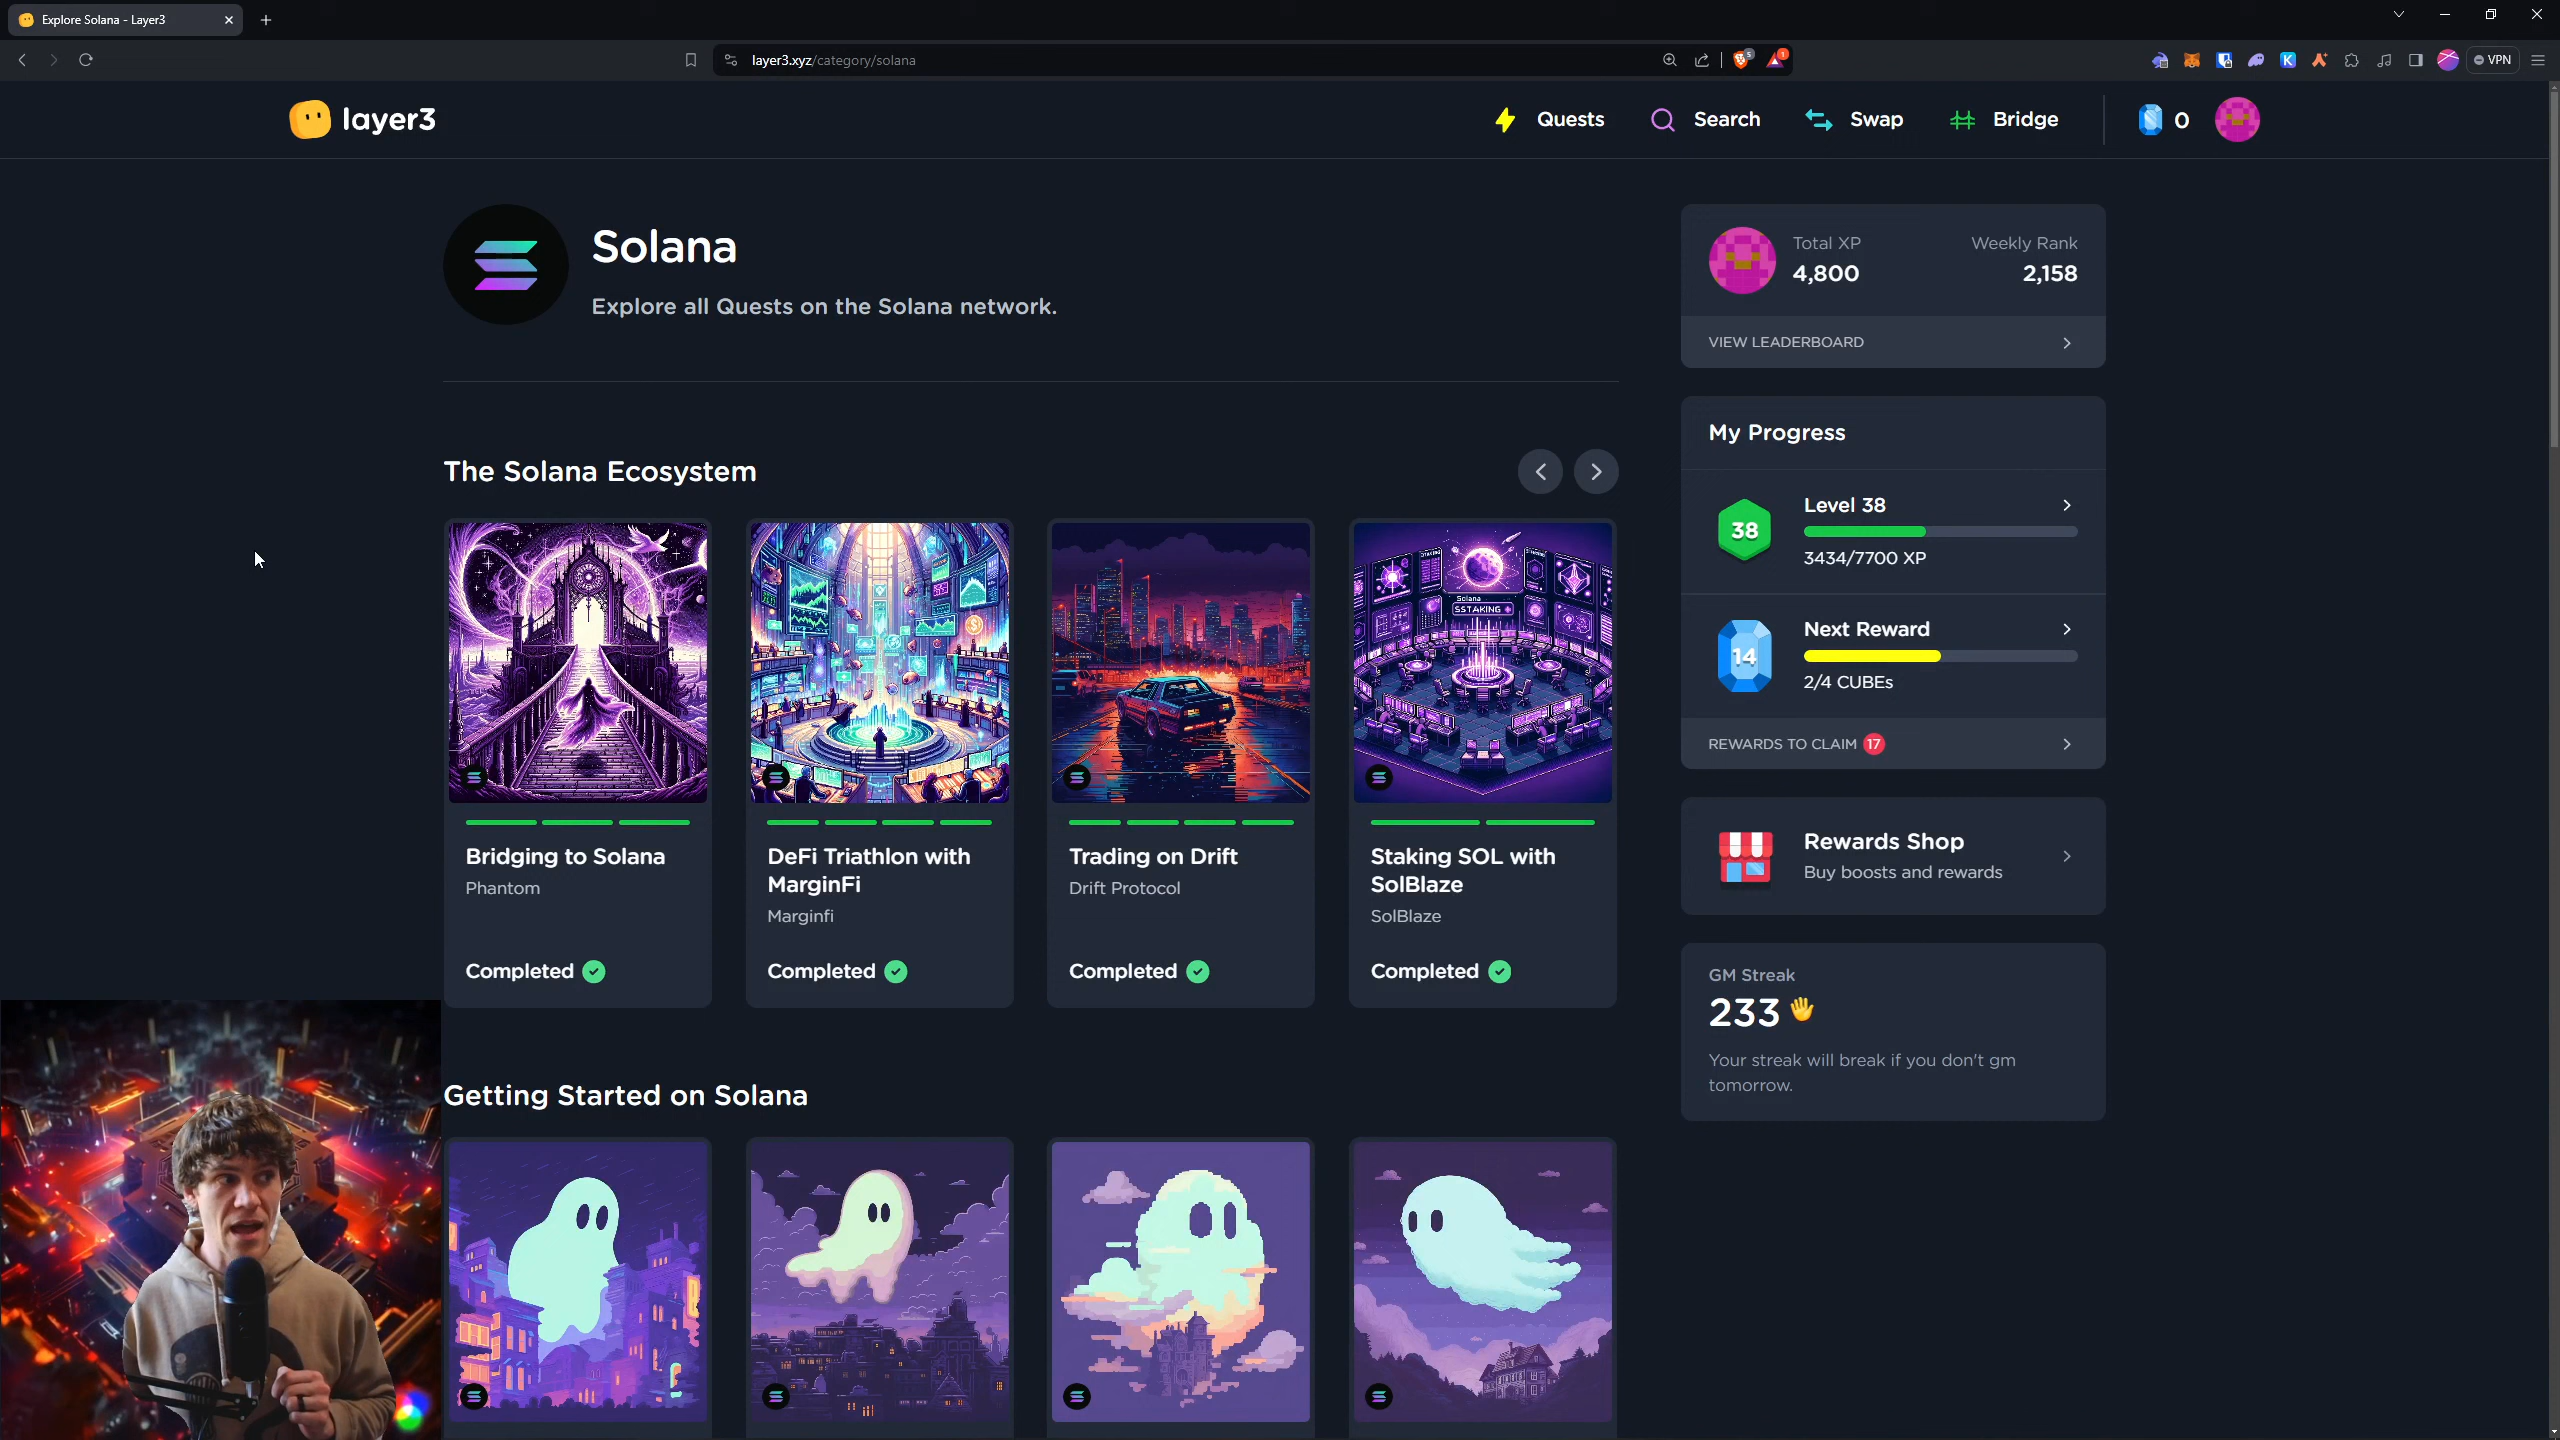 Explore Solana - Layer3
layer3.xyz/category/solana
VPN
layer3
Quests
Search
Swap
Bridge
0
Solana
Explore all Quests on the Solana network.
Total XP
4,800
Weekly Rank
2,158
VIEW LEADERBOARD
My Progress
38
Level 38
3434/7700 XP
14
Next Reward
2/4 CUBEs
REWARDS TO CLAIM 17
Rewards Shop
Buy boosts and rewards
GM Streak
233
Your streak will break if you don't gm
tomorrow.
The Solana Ecosystem
Bridging to Solana
Phantom
Completed
DeFi Triathlon with
MarginFi
Marginfi
Completed
Trading on Drift
Drift Protocol
Completed
Solana
SSTAKING
Staking SOL with
SolBlaze
SolBlaze
Completed
Getting Started on Solana